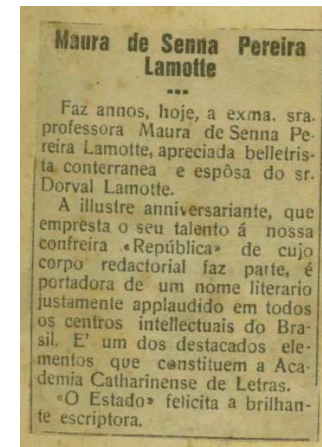 Maura de Senna Pereira
Lamotte
Faz annos, hoje, a exma. sra.
professora Maura de Senna Pe-
reira Lamotte, apreciada belletris-
ta conterranea e espôsa do sr.
Dorval Lamotte.
A illustre anniversariante, que
emprésta o seu talento á nossa
confreira «República» de cujo
corpo redactorial faz parte, é
portadora de um nome literario
justamente applaudido em todos
os centros intellectuais do Bra-
sil. E' um dos destacados ele-
mentos que constituem a Aca-
demia Catharinense de Letras.
«O Estado» felicita a brilhan-
te escriptora.